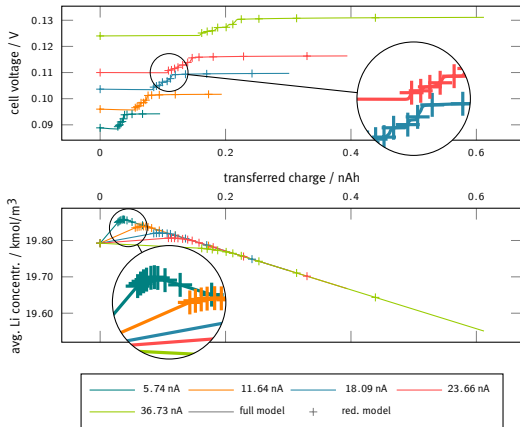 0.13
0.12
0.11
0.10
0.09
cell voltage / V
0
0.2
0.4
0.6
transferred charge / nAh
0
0.2
0.4
0.6
19.80
19.70
19.60
avg. LI concentr. / kmol/m³
5.74 nA
11.64 nA
18.09 nA
23.66 nA
36.73 nA
full model
red. model